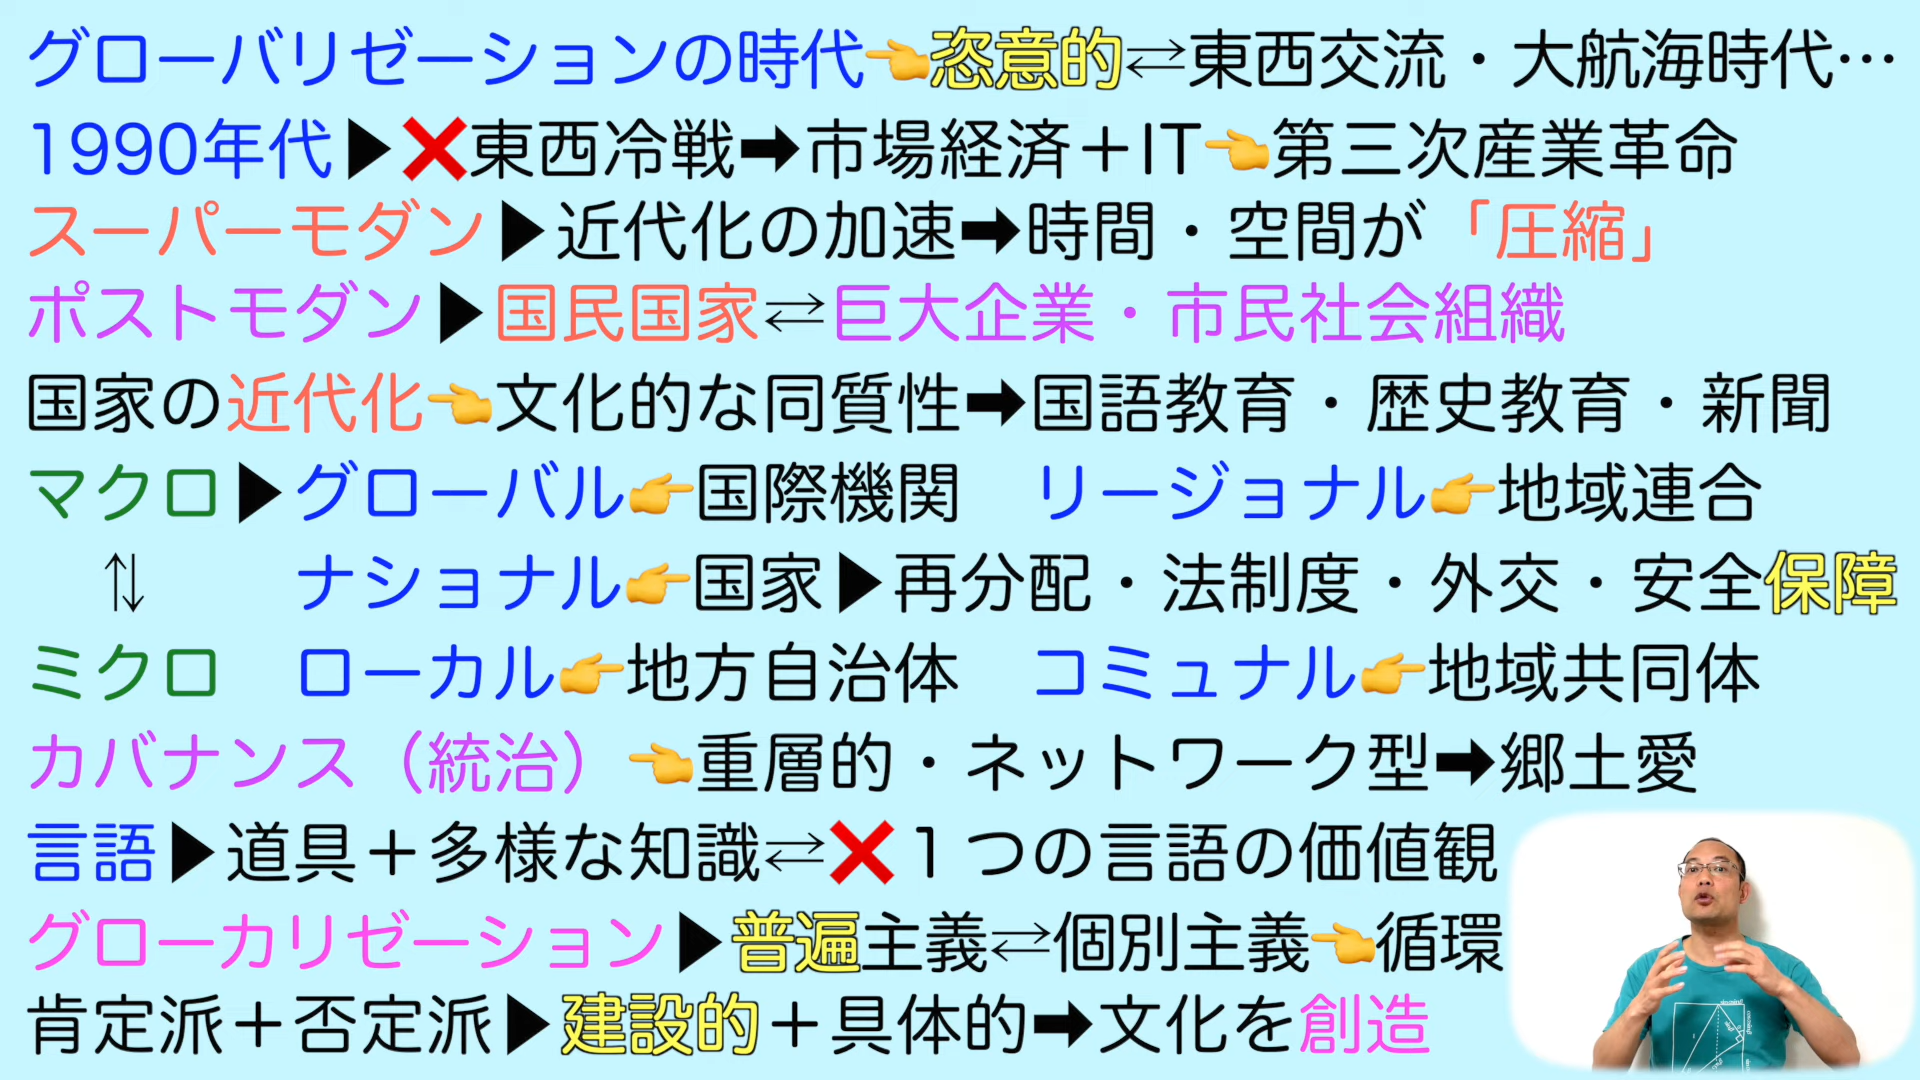 グローバリゼーションの時代👈恣意的⇄東西交流・大航海時代…
1990年代▶❌東西冷戦➡市場経済＋IT👈第三次産業革命
スーパーモダン▶近代化の加速➡時間・空間が「圧縮」
ポストモダン▶国民国家⇄巨大企業・市民社会組織
国家の近代化👈文化的な同質性➡国語教育・歴史教育・新聞
マクロ▶グローバル👉国際機関　リージョナル👉地域連合
⇅　ナショナル👉国家▶再分配・法制度・外交・安全保障
ミクロ　ローカル👉地方自治体　コミュナル👉地域共同体
カバナンス（統治）👈重層的・ネットワーク型➡郷土愛
言語▶道具＋多様な知識⇄❌１つの言語の価値観
グローカリゼーション▶普遍主義⇄個別主義👈循環
肯定派＋否定派▶建設的＋具体的➡文化を創造